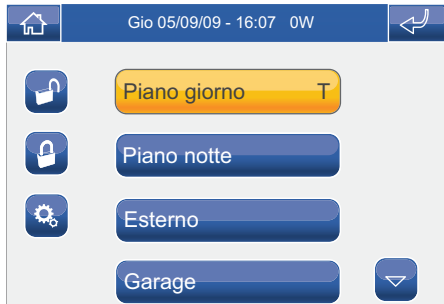 Gio 05/09/09 - 16:07 0W
Piano giorno T
Piano notte
Esterno
Garage